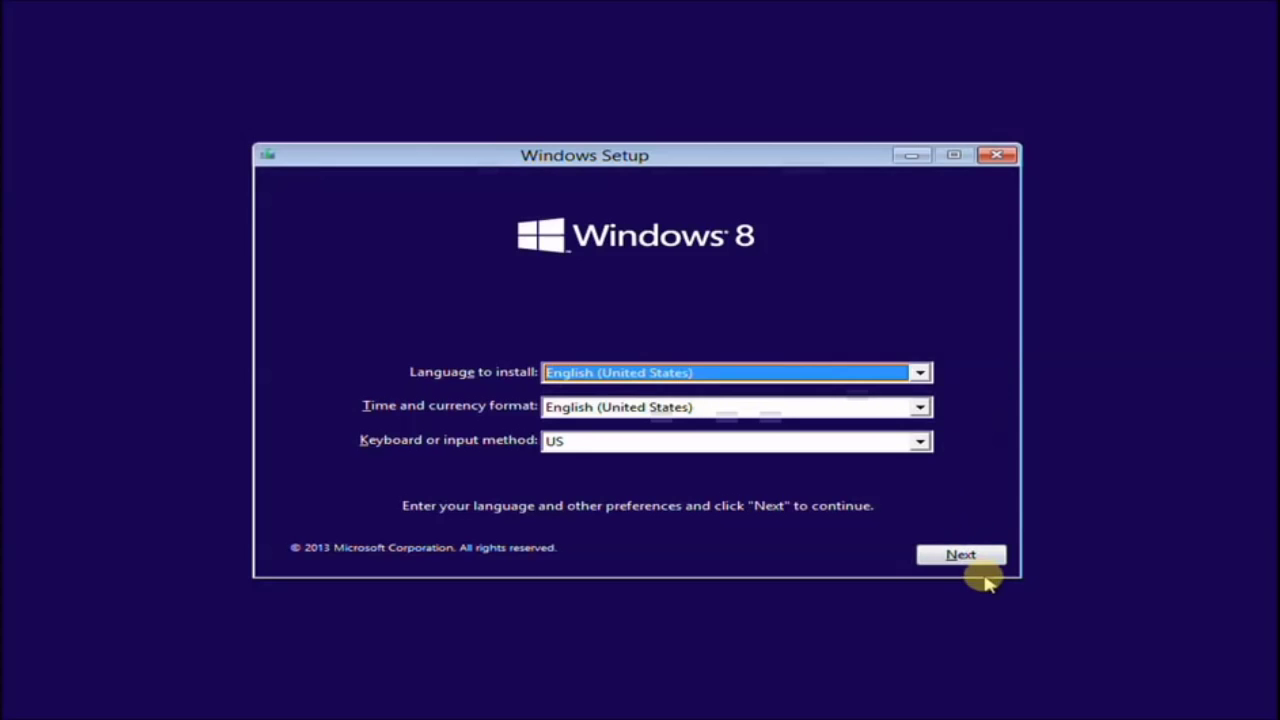 Windows Setup
Windows 8
Language to install: English (United States)
Time and currency format: English (United States)
Keyboard or input method: US
Enter your language and other preferences and click "Next" to continue.
© 2013 Microsoft Corporation. All rights reserved.
Next